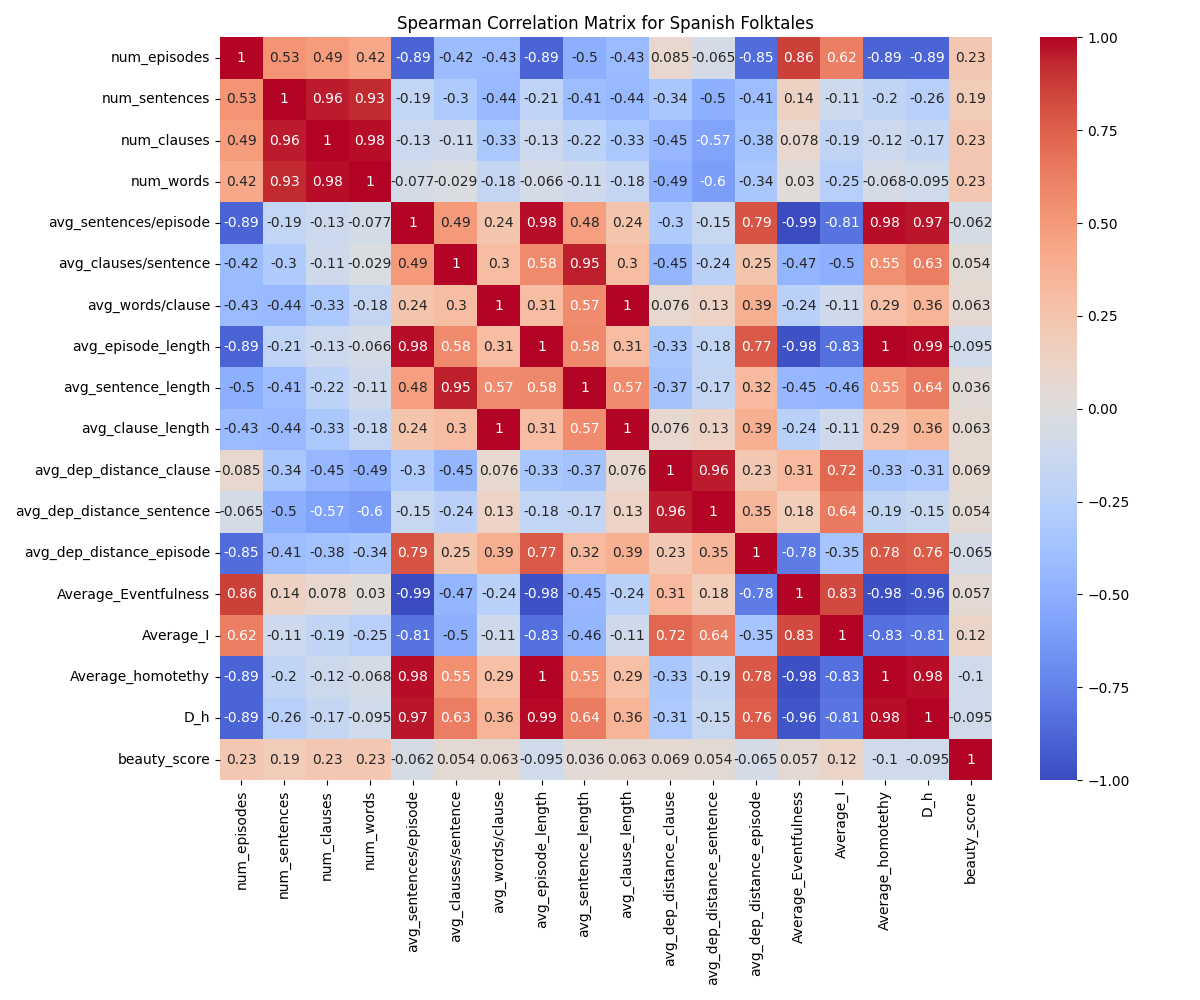 Spearman Correlation Matrix for Spanish Folktales
num_episodes 1 0.53 0.49 0.42 -0.89 -0.42 -0.43 -0.89 -0.5 -0.43 0.085 -0.065 -0.85 0.86 0.62 -0.89 -0.89 0.23
num_sentences 0.53 1 0.96 0.93 -0.19 -0.3 -0.44 -0.21 -0.41 -0.44 -0.34 -0.5 -0.41 0.14 -0.11 -0.2 -0.26 0.19
num_clauses 0.49 0.96 1 0.98 -0.13 -0.11 -0.33 -0.13 -0.22 -0.33 -0.45 -0.57 -0.38 0.078 -0.19 -0.12 -0.17 0.23
num_words 0.42 0.93 0.98 1 -0.077 -0.029 -0.18 -0.066 -0.11 -0.18 -0.49 -0.6 -0.34 0.03 -0.25 -0.068 -0.095 0.23
avg_sentences/episode -0.89 -0.19 -0.13 -0.077 1 0.49 0.24 0.98 0.48 0.24 -0.3 -0.15 0.79 -0.99 -0.81 0.98 0.97 -0.062
avg_clauses/sentence -0.42 -0.3 -0.11 -0.029 0.49 1 0.3 0.58 0.95 0.3 -0.45 -0.24 0.25 -0.47 -0.5 0.55 0.63 0.054
avg_words/clause -0.43 -0.44 -0.33 -0.18 0.24 0.3 1 0.31 0.57 1 0.076 0.13 0.39 -0.24 -0.11 0.29 0.36 0.063
avg_episode_length -0.89 -0.21 -0.13 -0.066 0.98 0.58 0.31 1 0.58 0.31 -0.33 -0.18 0.77 -0.98 -0.83 1 0.99 -0.095
avg_sentence_length -0.5 -0.41 -0.22 -0.11 0.48 0.95 0.57 0.58 1 0.57 -0.37 -0.17 0.32 -0.45 -0.46 0.55 0.64 0.036
avg_clause_length -0.43 -0.44 -0.33 -0.18 0.24 0.3 1 0.31 0.57 1 0.076 0.13 0.39 -0.24 -0.11 0.29 0.36 0.063
avg_dep_distance_clause 0.085 -0.34 -0.45 -0.49 -0.3 -0.45 0.076 -0.33 -0.37 0.076 1 0.96 0.23 0.31 0.72 -0.33 -0.31 0.069
avg_dep_distance_sentence -0.065 -0.5 -0.57 -0.6 -0.15 -0.24 0.13 -0.18 -0.17 0.13 0.96 1 0.35 0.18 0.64 -0.19 -0.15 0.054
avg_dep_distance_episode -0.85 -0.41 -0.38 -0.34 0.79 0.25 0.39 0.77 0.32 0.39 0.23 0.35 1 -0.78 -0.35 0.78 0.76 -0.065
Average_Eventfulness 0.86 0.14 0.078 0.03 -0.99 -0.47 -0.24 -0.98 -0.45 -0.24 0.31 0.18 -0.78 1 0.83 -0.98 -0.96 0.057
Average_I 0.62 -0.11 -0.19 -0.25 -0.81 -0.5 -0.11 -0.83 -0.46 -0.11 0.72 0.64 -0.35 0.83 1 -0.83 -0.81 0.12
Average_homotethy -0.89 -0.2 -0.12 -0.068 0.98 0.55 0.29 1 0.55 0.29 -0.33 -0.19 0.78 -0.98 -0.83 1 0.98 -0.1
D_h -0.89 -0.26 -0.17 -0.095 0.97 0.63 0.36 0.99 0.64 0.36 -0.31 -0.15 0.76 -0.96 -0.81 0.98 1 -0.095
beauty_score 0.23 0.19 0.23 0.23 -0.062 0.054 0.063 -0.095 0.036 0.063 0.069 0.054 -0.065 0.057 0.12 -0.1 -0.095 1
num_episodes
num_sentences
num_clauses
num_words
avg_sentences/episode
avg_clauses/sentence
avg_words/clause
avg_episode_length
avg_sentence_length
avg_clause_length
avg_dep_distance_clause
avg_dep_distance_sentence
avg_dep_distance_episode
Average_Eventfulness
Average_I
Average_homotethy
D_h
beauty_score
1.00
0.75
0.50
0.25
0.00
−0.25
−0.50
−0.75
−1.00